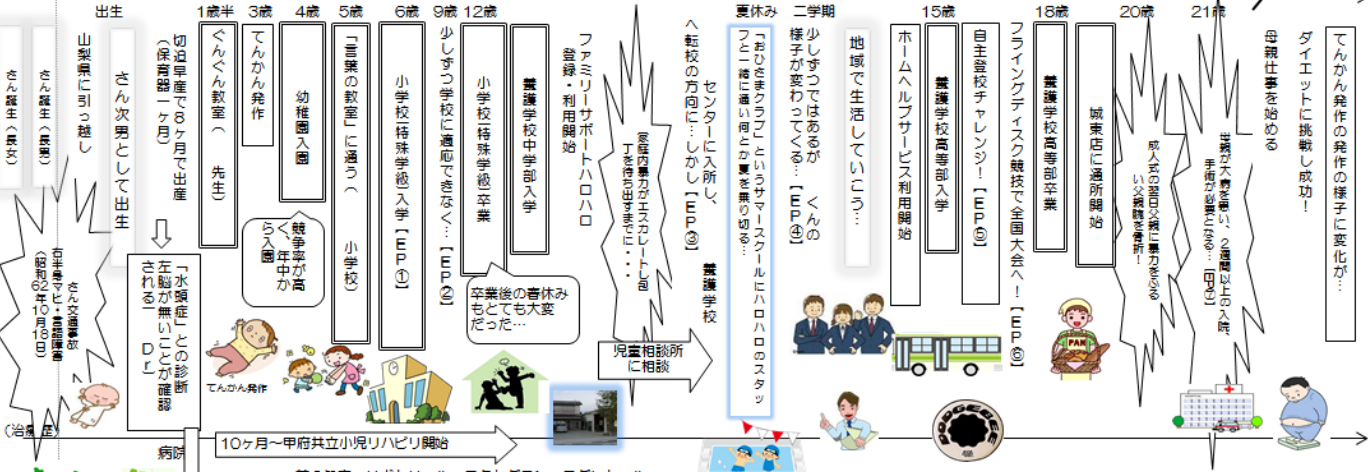 出生
1歳半
3歳
4歳
5歳
6歳
9歳
12歳
夏休み
二学期
15歳
18歳
20歳
21歳
さん誕生(長女)
さん誕生(長男)
山梨県に引っ越し
さん次男として出生
切迫早産で8ヶ月で出産
(保育器一ヶ月)
さん交通事故
右半身マヒ・言語障害
(昭和62年10月18日)
「水頭症」との診断
左脳が無いことが確認
される― Dr)
ぐんぐん教室( 先生)
てんかん発作
幼稚園入園
競争率が高
く、年中か
ら入園
「言葉の教室」に通う( 小学校)
小学校(特殊学級)入学【EP①】
少しずつ学校に適応できなく…【EP②】
小学校(特殊学級)卒業
卒業後の春休み
もとても大変
だった…
養護学校中学部入学
ファミリーサポートハロハロ
登録・利用開始
(家庭内暴力がエスカレートし包
丁を待ち出すまでに・・・・
児童相談所
に相談
センターに入所し、 養護学校
へ転校の方向に…しかし【EP③】
「おひさまクラブ」というサマースクールにハロハロのスタッ
フと一緒に通い何とか夏を乗り切る…
少しずつではあるが くんの
様子が変わってくる…【EP④】
地域で生活していこう…
ホームヘルプサービス利用開始
養護学校高等部入学
自主登校チャレンジ!【EP⑤】
フライングディスク競技で全国大会へ!【EP⑥】
養護学校高等部卒業
城東店に通所開始
成人式の翌日父親に暴力をふる
い父親腕を骨折!
母親が大病を患い、2週間以上の入院、
手術が必要となる…【EP⑦】
母親仕事を始める
ダイエットに挑戦し成功!
てんかん発作の発作の様子に変化が…
てんかん発作
PAN
DODGEBEE
(治療歴)
病院
10ヶ月～甲府共立小児リハビリ開始